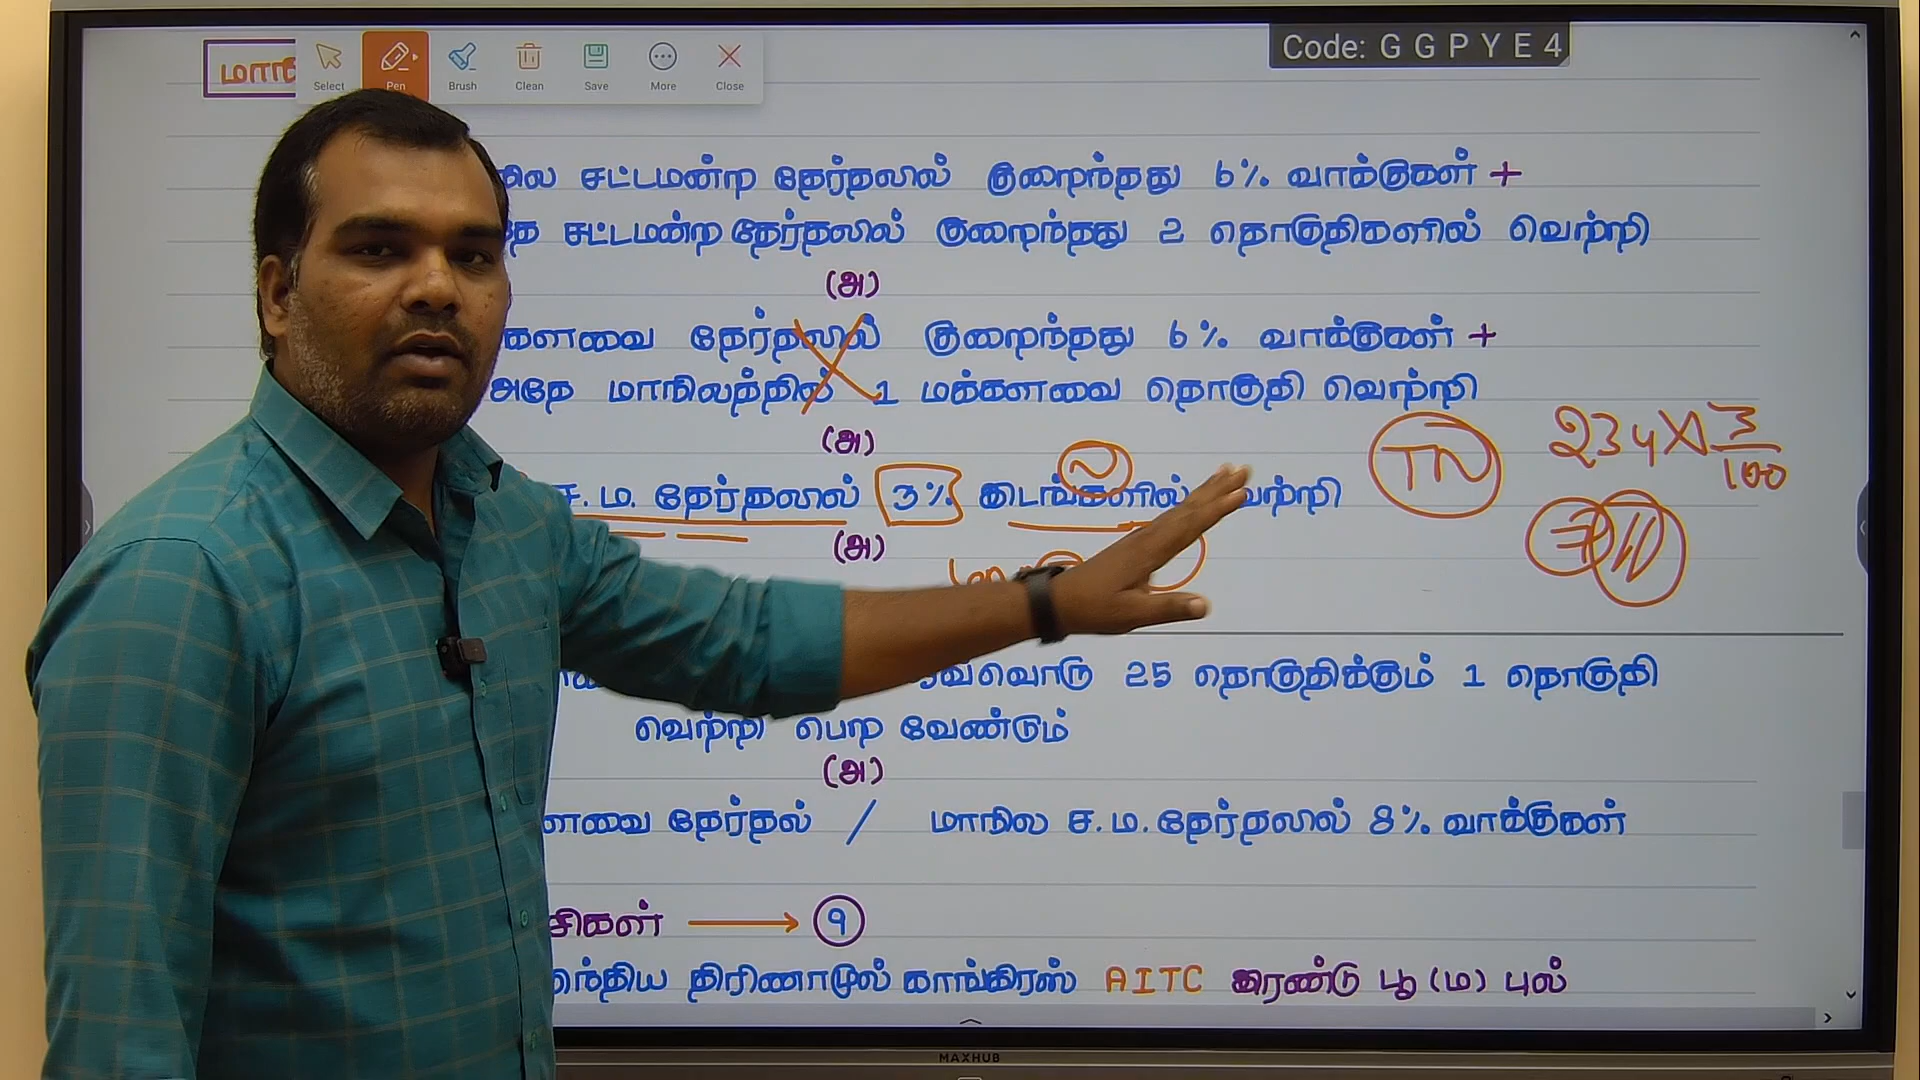 Code: G G P Y E 4
Select Pen Brush Clean Save More Close
சட்டமன்ற தேர்தலில் குறைந்தது 6% வாக்குகள் +
சட்டமன்ற தேர்தலில் குறைந்தது 2 தொகுதிகளில் வெற்றி
(அ)
தேர்தலில் குறைந்தது 6% வாக்குகள் +
அதே மாநிலத்தில் 1 மக்களவை தொகுதி வெற்றி
(அ)
ச.ம. தேர்தலில் 3% இடங்களில் வெற்றி
TN 234 X 3/100
(அ)
25 தொகுதிக்கும் 1 தொகுதி
வெற்றி பெற வேண்டும்
(அ)
தேர்தல் / மாநில ச.ம.தேர்தலில் 8% வாக்குகள்
→ 9
திரிணாமுல் காங்கிரஸ் AITC இரண்டு பூ (ம) புல்
MAXHUB